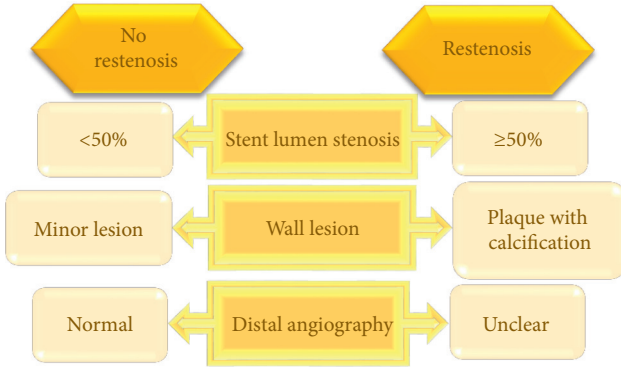 No
restenosis
Restenosis
<50%
Stent lumen stenosis
≥50%
Minor lesion
Wall lesion
Plaque with
calcification
Normal
Distal angiography
Unclear